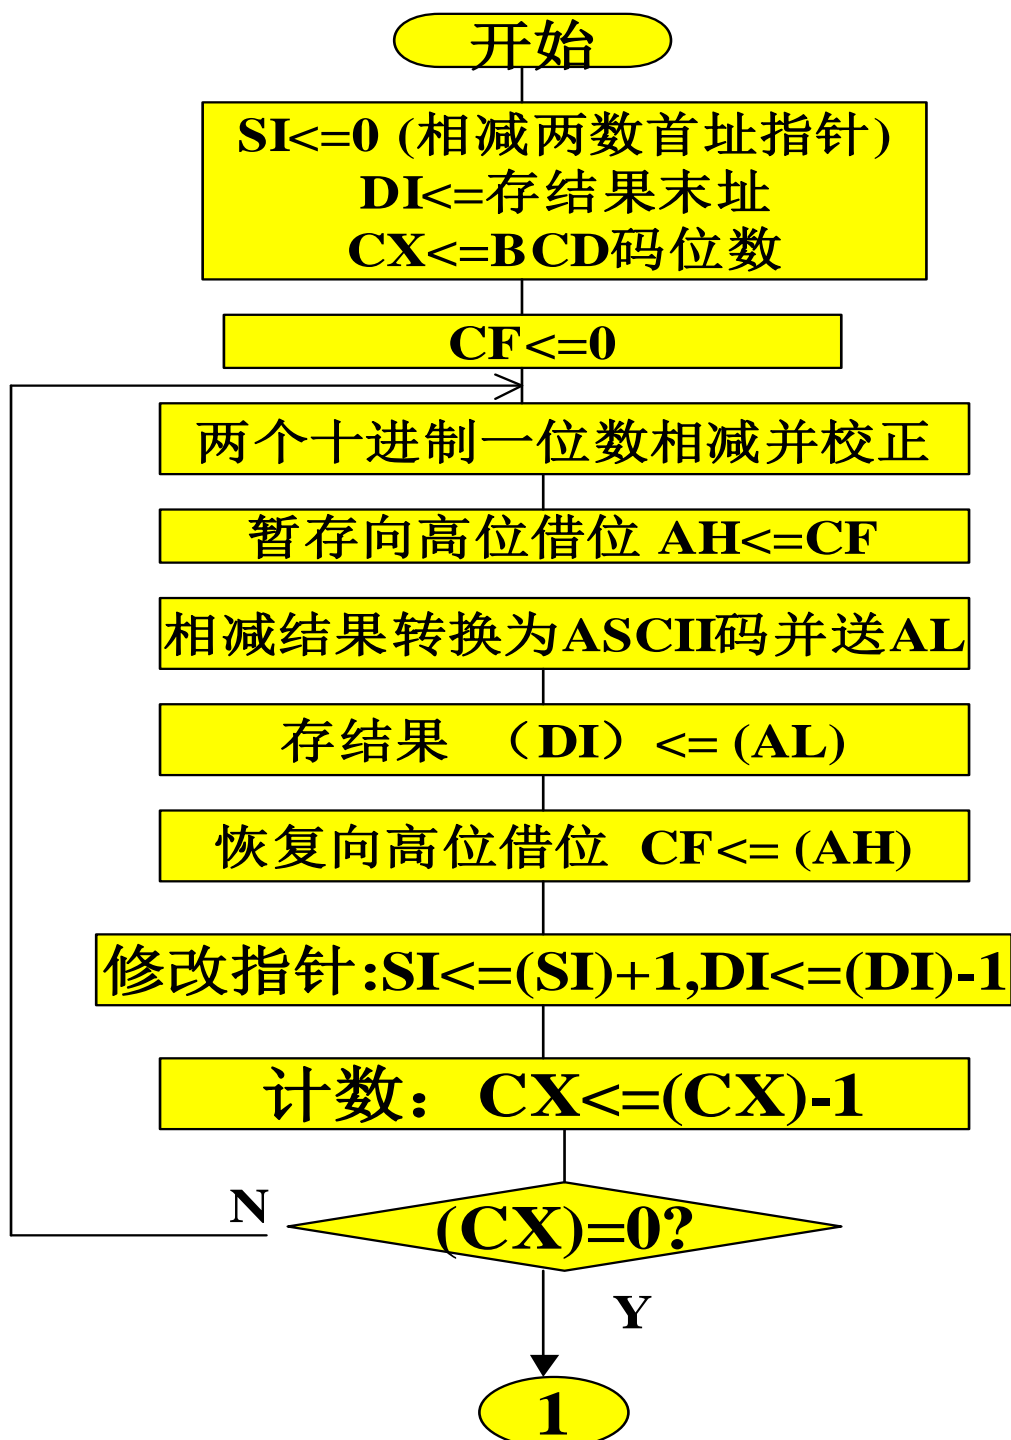 开始
SI<=0 (相减两数首址指针)
DI<=存结果末址
CX<=BCD码位数
CF<=0
两个十进制一位数相减并校正
暂存向高位借位 AH<=CF
相减结果转换为ASCII码并送AL
存结果 （DI）<= (AL)
恢复向高位借位 CF<= (AH)
修改指针:SI<=(SI)+1,DI<=(DI)-1
计数：CX<=(CX)-1
N
(CX)=0?
Y
1